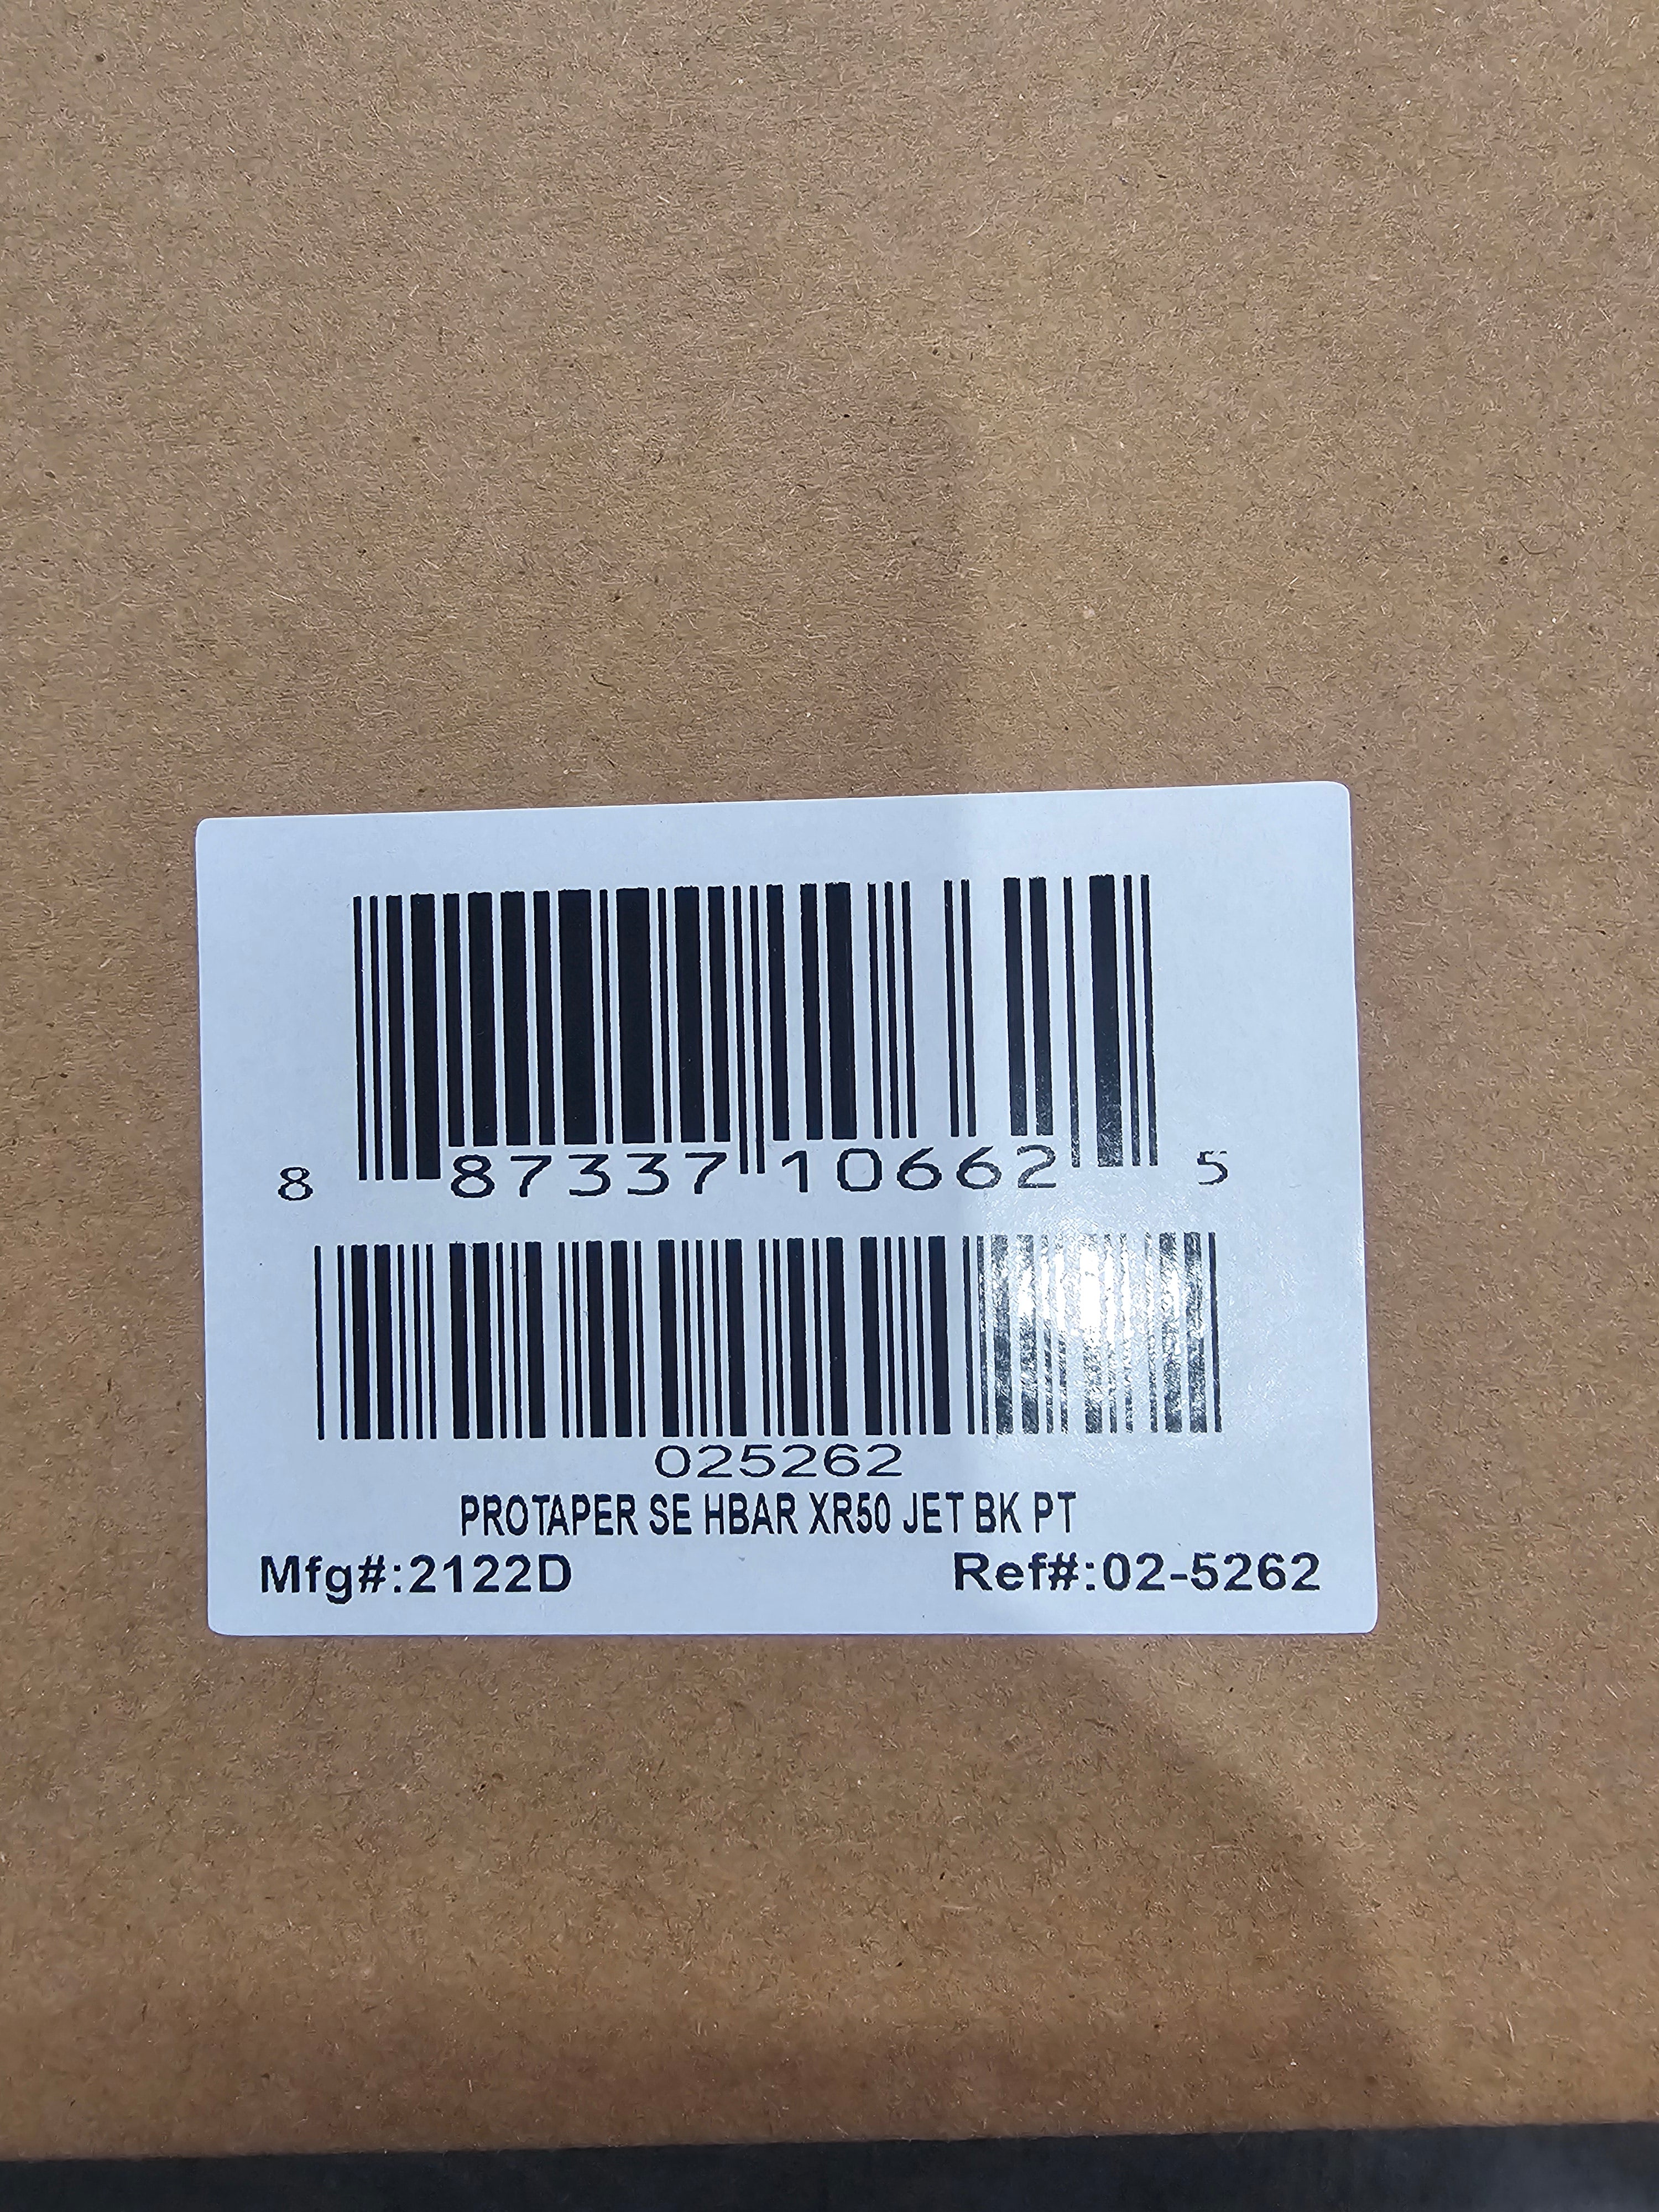 8 87337 10662 5
025262
PROTAPER SE HBAR XR50 JET BK PT
Mfg#:2122D Ref#:02-5262